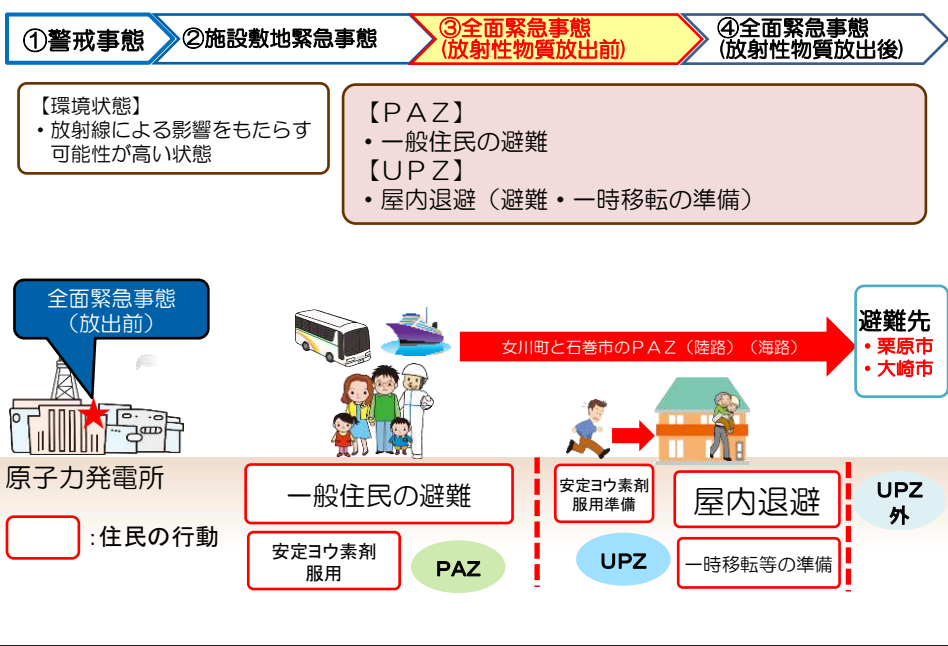 ①警戒事態
②施設敷地緊急事態
③全面緊急事態
(放射性物質放出前)
④全面緊急事態
(放射性物質放出後)
【環境状態】
・放射線による影響をもたらす
可能性が高い状態
【ＰＡＺ】
・一般住民の避難
【ＵＰＺ】
・屋内退避（避難・一時移転の準備）
全面緊急事態
（放出前）
女川町と石巻市のＰＡＺ（陸路）（海路）
避難先
・栗原市
・大崎市
原子力発電所
:住民の行動
一般住民の避難
安定ヨウ素剤
服用
PAZ
安定ヨウ素剤
服用準備
屋内退避
UPZ
一時移転等の準備
UPZ
外